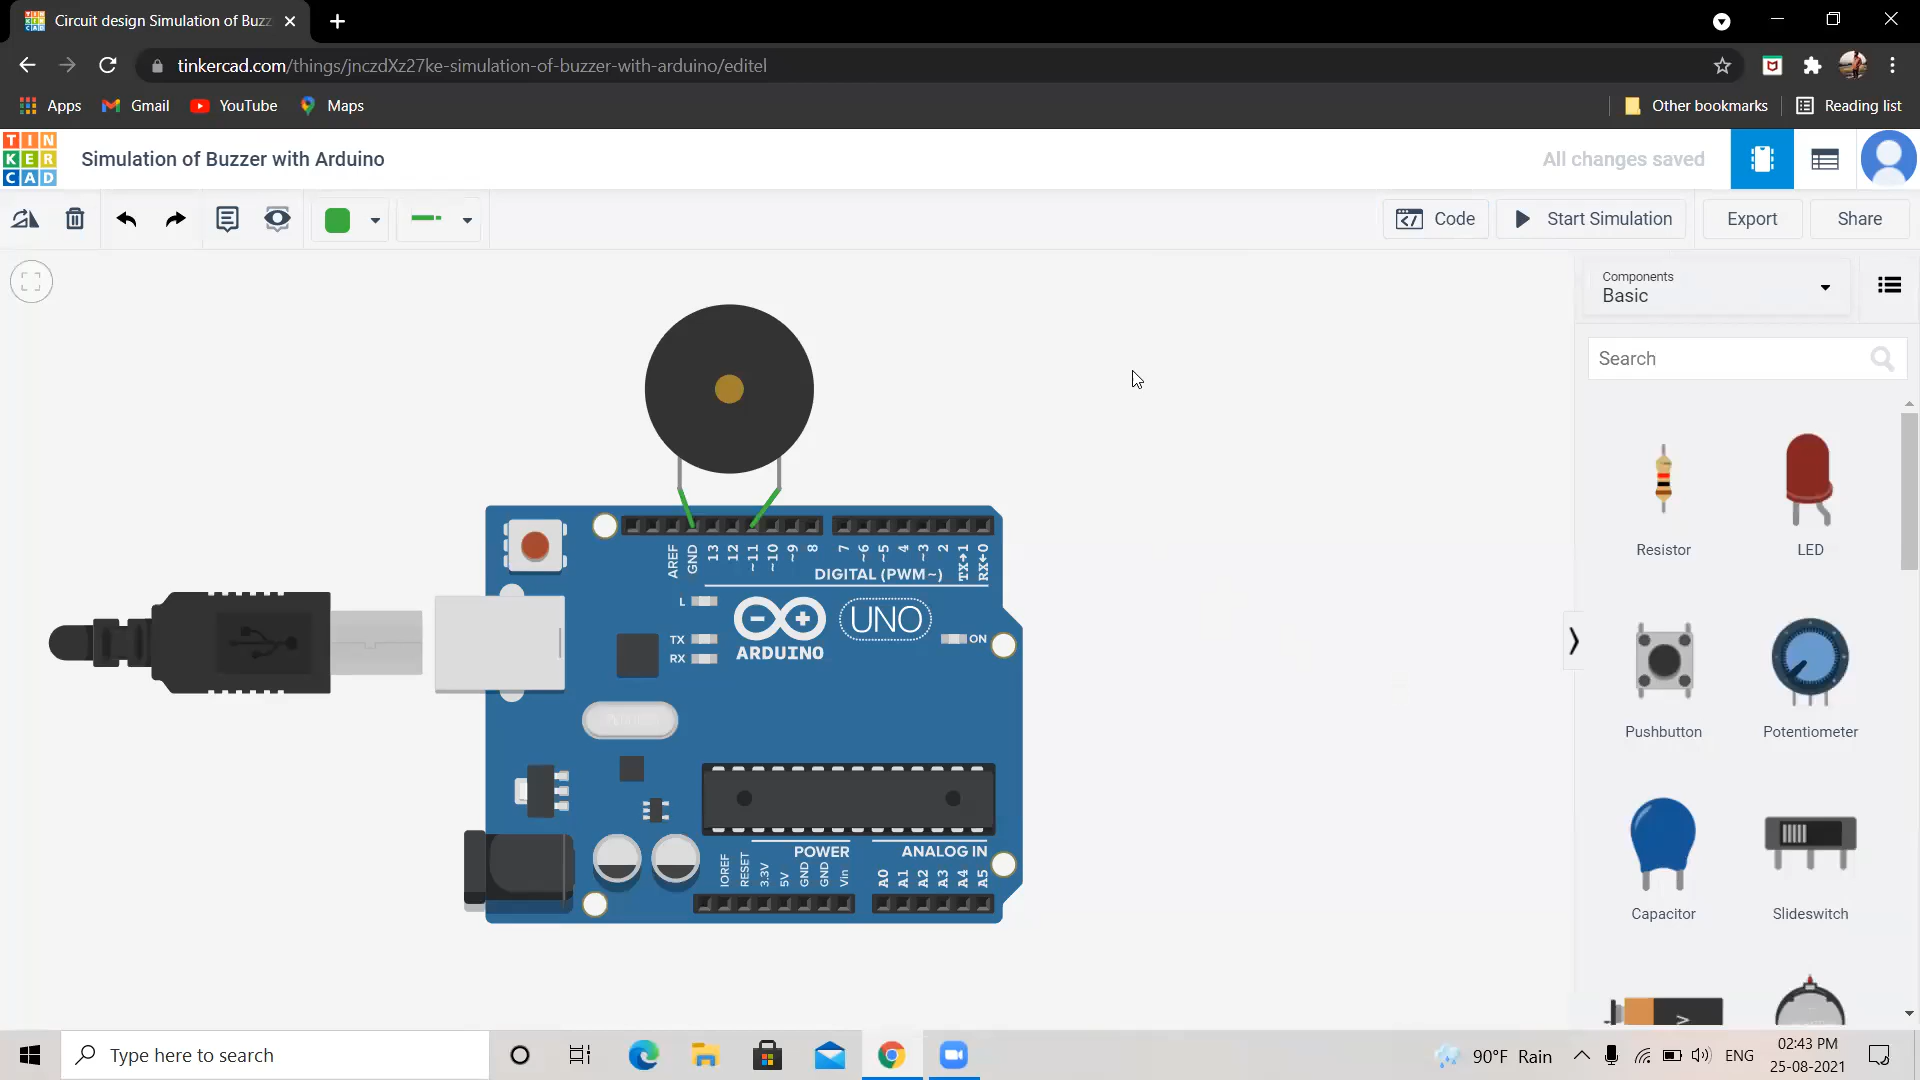 Circuit design Simulation of Buzz
tinkercad.com/things/jnczdXz27ke-simulation-of-buzzer-with-arduino/editel
Apps
Gmail
YouTube
Maps
Other bookmarks
Reading list
TIN
KER
CAD
Simulation of Buzzer with Arduino
All changes saved
Code
Start Simulation
Export
Share
Components
Basic
Search
Resistor
LED
Pushbutton
Potentiometer
Capacitor
Slideswitch
AREF
GND
13
12
~11
~10
~9
8
7
~6
~5
4
~3
2
TX→1
RX←0
DIGITAL (PWM~)
L
TX
RX
UNO
ON
ARDUINO
POWER
ANALOG IN
IOREF
RESET
3.3V
5V
GND
GND
Vin
A0
A1
A2
A3
A4
A5
Type here to search
90°F Rain
ENG
02:43 PM
25-08-2021